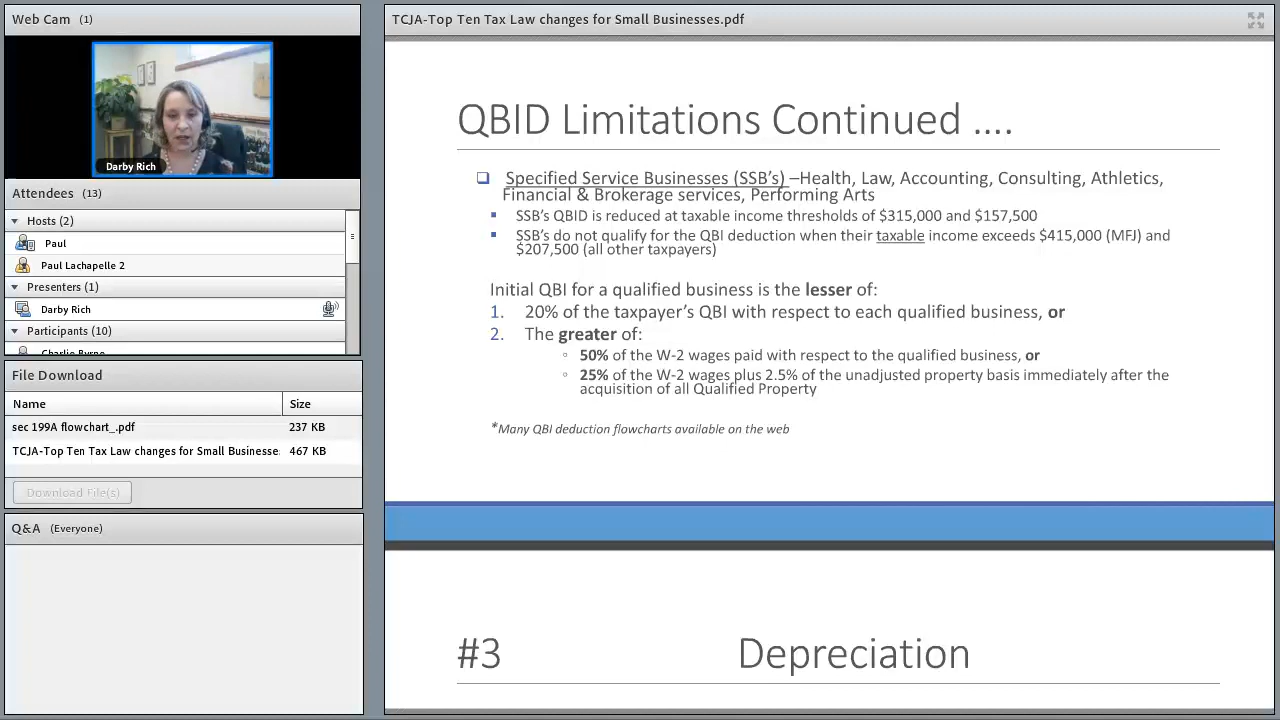 Web Cam (1)
Darby Rich
Attendees (13)
Hosts (2)
Paul
Paul Lachapelle 2
Presenters (1)
Darby Rich
Participants (10)
Charlie Byrne
File Download
Name Size
sec 199A flowchart_.pdf 237 KB
TCJA-Top Ten Tax Law changes for Small Businesse. 467 KB
Download File(s)
Q&A (Everyone)
TCJA-Top Ten Tax Law changes for Small Businesses.pdf
QBID Limitations Continued ....
Specified Service Businesses (SSB's) –Health, Law, Accounting, Consulting, Athletics,
Financial & Brokerage services, Performing Arts
SSB's QBID is reduced at taxable income thresholds of $315,000 and $157,500
SSB's do not qualify for the QBI deduction when their taxable income exceeds $415,000 (MFJ) and
$207,500 (all other taxpayers)
Initial QBI for a qualified business is the lesser of:
1. 20% of the taxpayer's QBI with respect to each qualified business, or
2. The greater of:
50% of the W-2 wages paid with respect to the qualified business, or
25% of the W-2 wages plus 2.5% of the unadjusted property basis immediately after the
acquisition of all Qualified Property
*Many QBI deduction flowcharts available on the web
#3 Depreciation